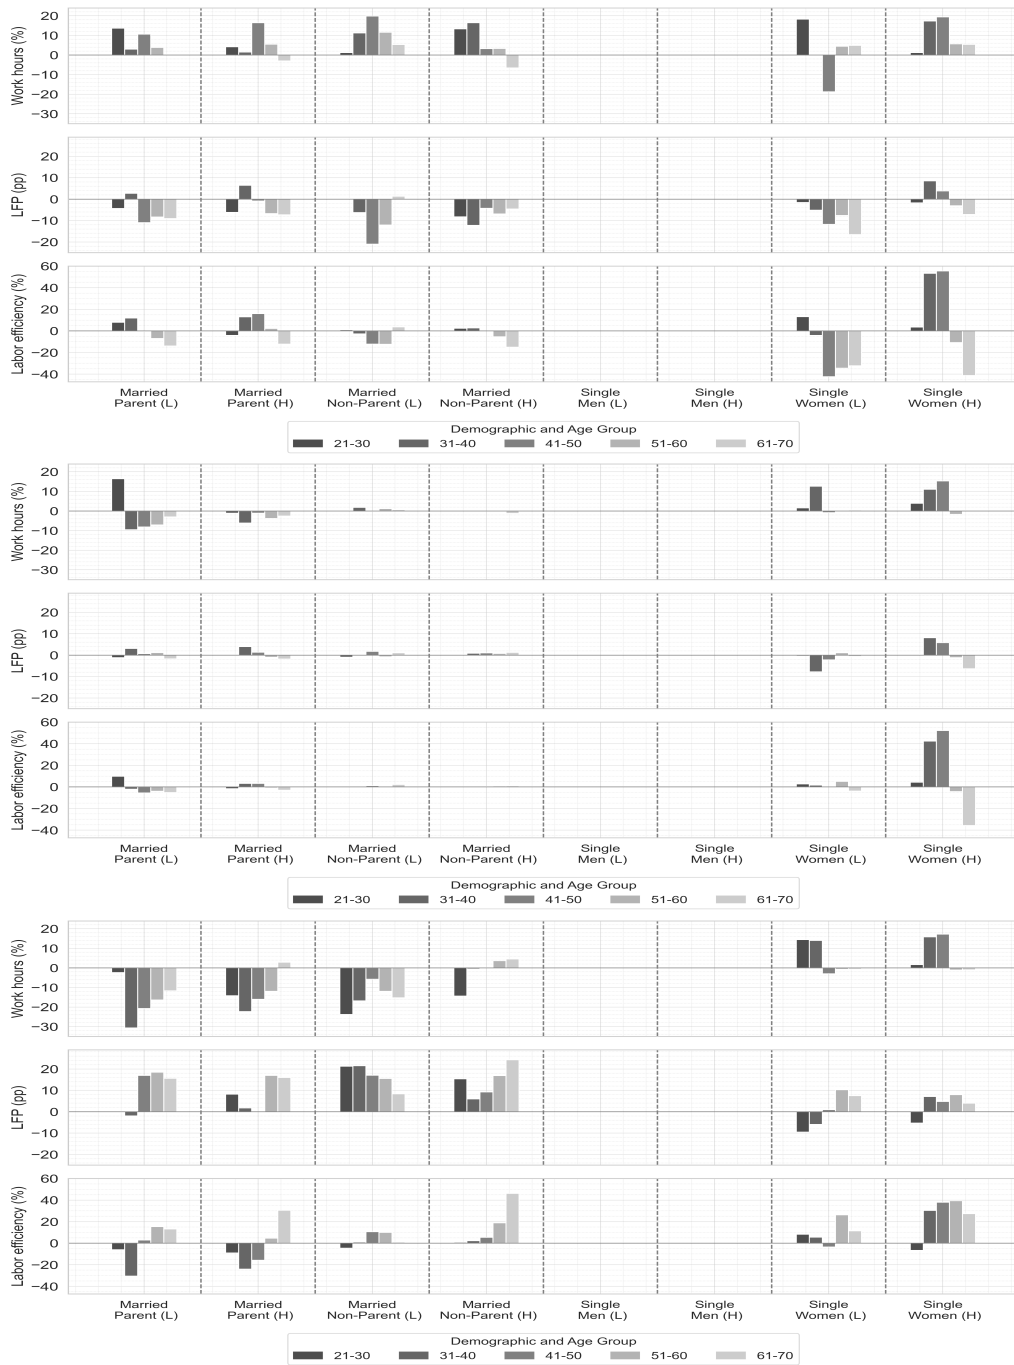 Work hours (%)
20
10
0
−10
−20
−30
LFP (pp)
20
10
0
−10
−20
Labor efficiency (%)
60
40
20
0
−20
−40
Married Parent (L)
Married Parent (H)
Married Non-Parent (L)
Married Non-Parent (H)
Single Men (L)
Single Men (H)
Single Women (L)
Single Women (H)
Demographic and Age Group
21-30 31-40 41-50 51-60 61-70
Work hours (%)
20
10
0
−10
−20
−30
LFP (pp)
20
10
0
−10
−20
Labor efficiency (%)
60
40
20
0
−20
−40
Married Parent (L)
Married Parent (H)
Married Non-Parent (L)
Married Non-Parent (H)
Single Men (L)
Single Men (H)
Single Women (L)
Single Women (H)
Demographic and Age Group
21-30 31-40 41-50 51-60 61-70
Work hours (%)
20
10
0
−10
−20
−30
LFP (pp)
20
10
0
−10
−20
Labor efficiency (%)
60
40
20
0
−20
−40
Married Parent (L)
Married Parent (H)
Married Non-Parent (L)
Married Non-Parent (H)
Single Men (L)
Single Men (H)
Single Women (L)
Single Women (H)
Demographic and Age Group
21-30 31-40 41-50 51-60 61-70